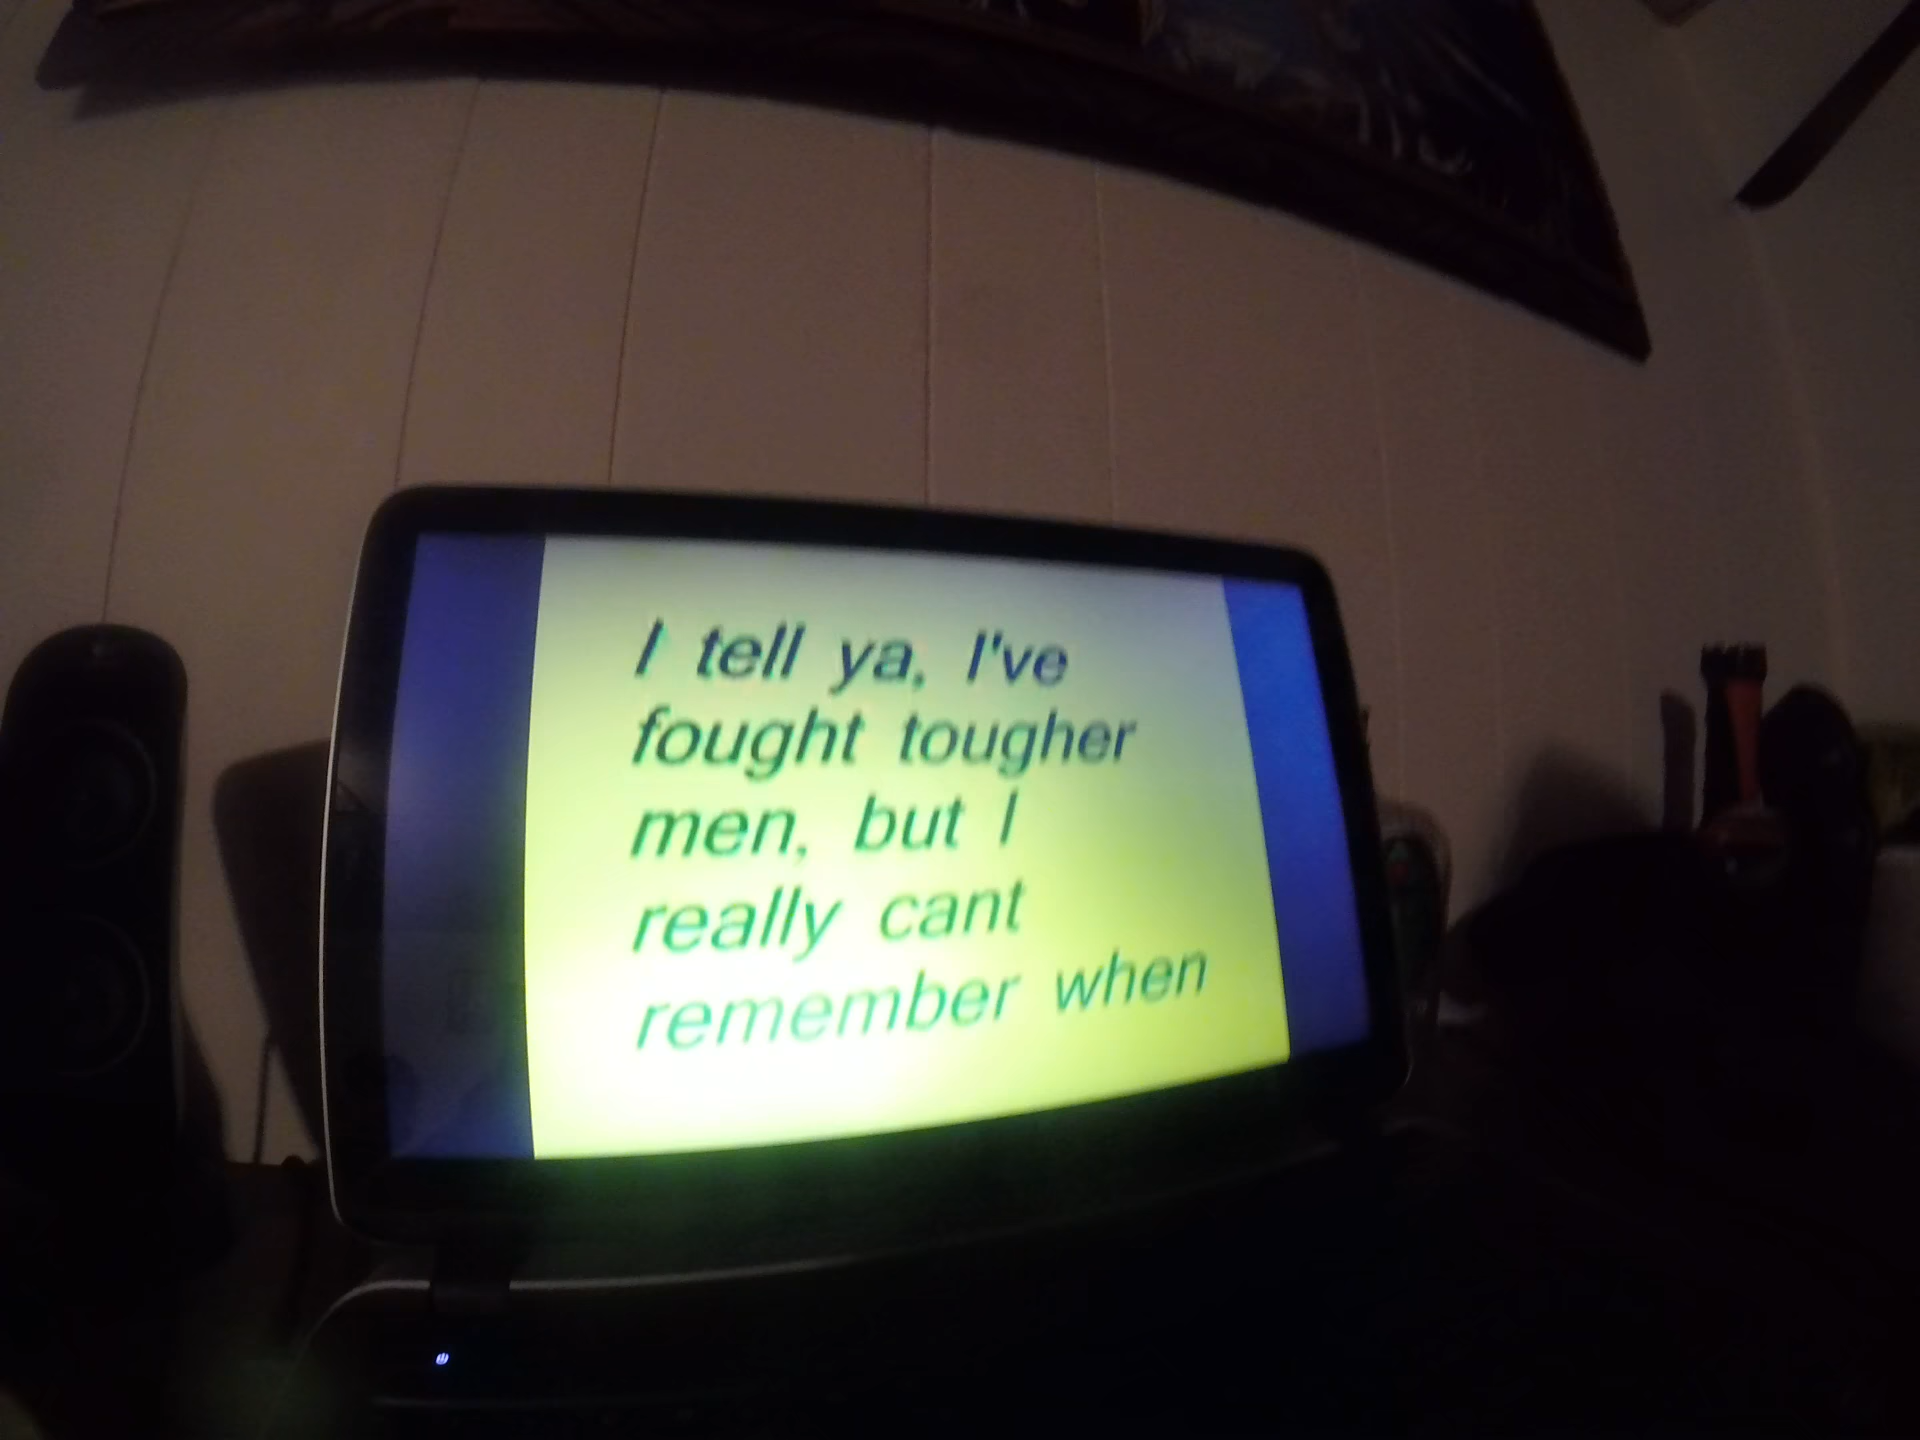 I tell ya, I've
fought tougher
men, but I
really cant
remember when